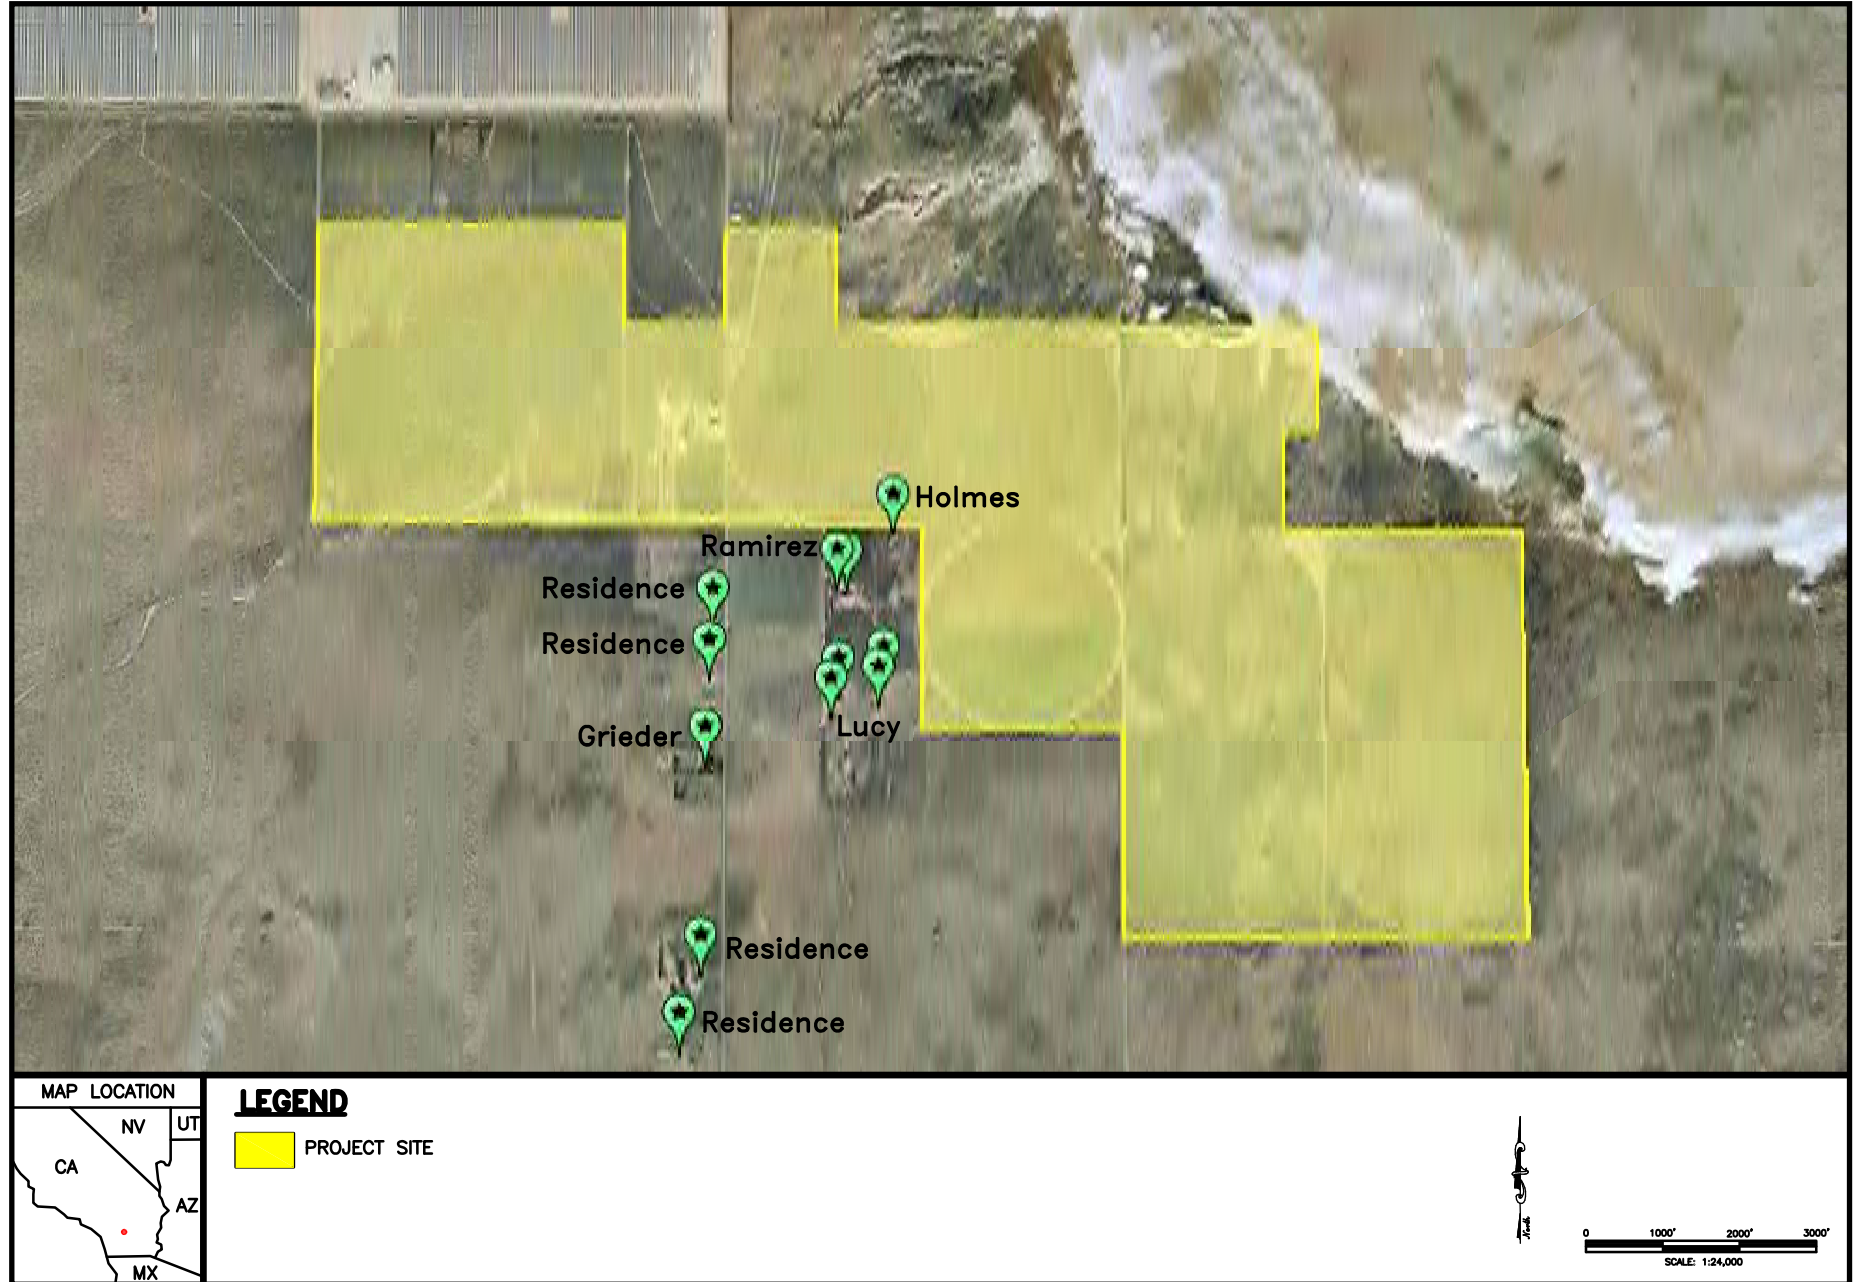 Holmes
Ramirez
Residence
Residence
Lucy
Grieder
Residence
Residence
MAP LOCATION
NV
UT
CA
AZ
MX
LEGEND
PROJECT SITE
North
0 1000' 2000' 3000'
SCALE: 1:24,000